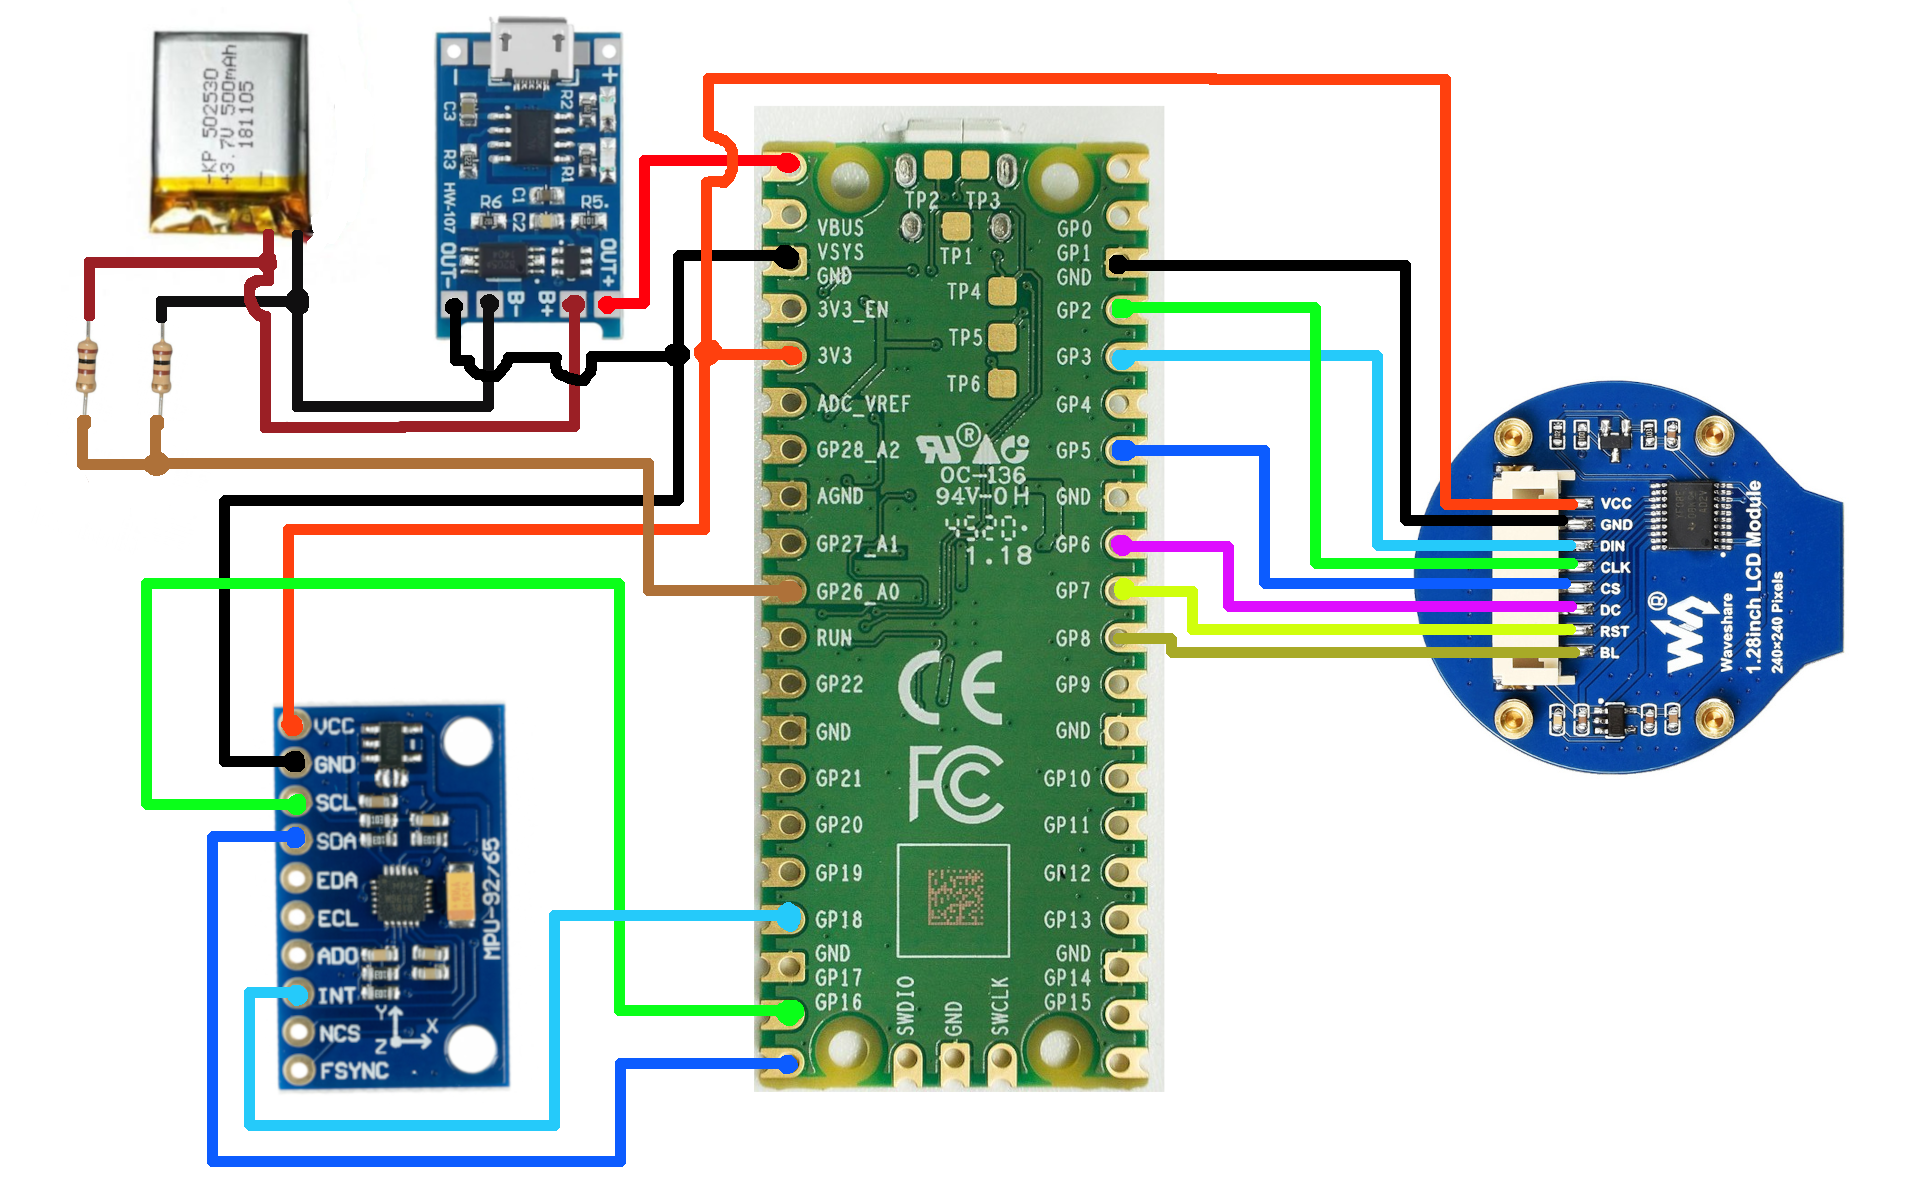 -KP 502530
+3.7V 500mAh
181105
−
−
+
C3
R2
R3
R1
HW-107
C1
C2
R6
R5.
OUT-
B-
B+
OUT+
TP2
TP3
TP1
TP4
TP5
TP6
VBUS
VSYS
GND
3V3_EN
3V3
ADC_VREF
GP28_A2
AGND
GP27_A1
GP26_A0
RUN
GP22
GND
GP21
GP20
GP19
GP18
GND
GP17
GP16
OC-136
94V-0H
4520.
1.18
CE
FC
SWDIO
GND
SWCLK
GP0
GP1
GND
GP2
GP3
GP4
GP5
GND
GP6
GP7
GP8
GP9
GND
GP10
GP11
GP12
GP13
GND
GP14
GP15
VCC
GND
DIN
CLK
CS
DC
RST
BL
®
Waveshare
1.28inch LCD Module
240×240 Pixels
VCC
GND
SCL
SDA
EDA
ECL
ADO
INT
NCS
FSYNC
MPU-92/65
Y
X
Z